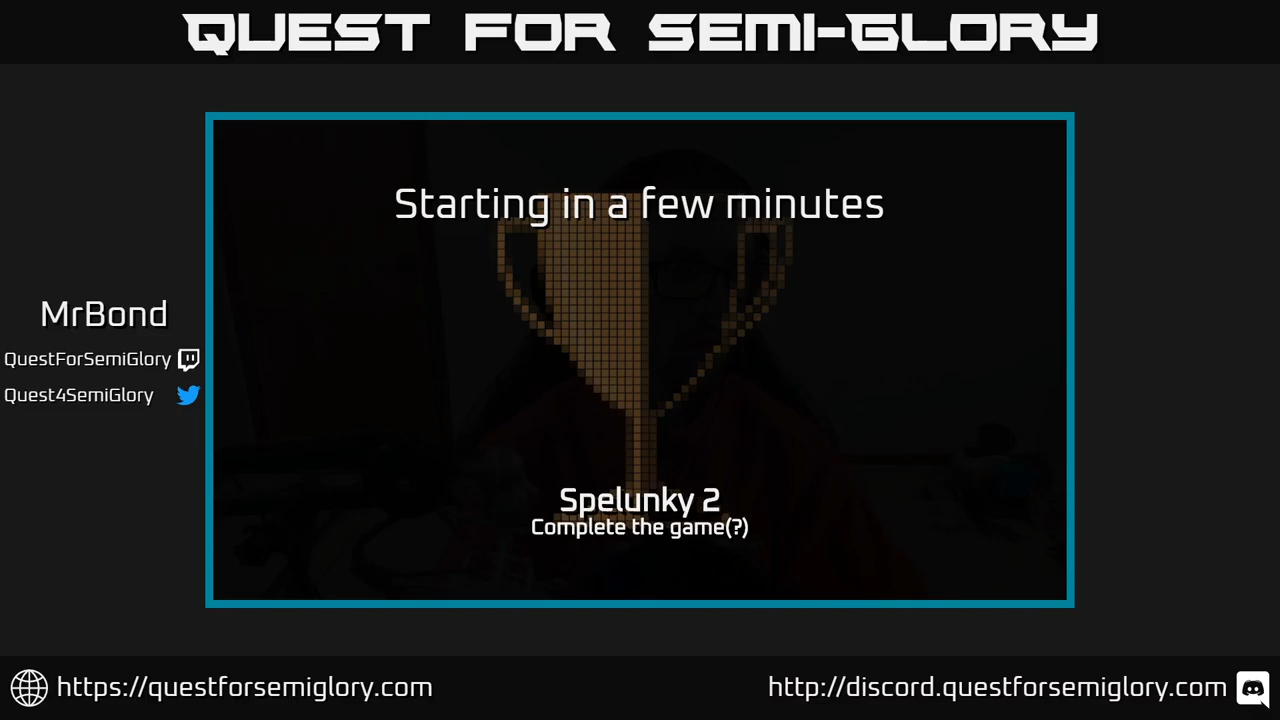 QUEST FOR SEMI-GLORY
Starting in a few minutes
MrBond
QuestForSemiGlory
Quest4SemiGlory
Spelunky 2
Complete the game(?)
https://questforsemiglory.com
http://discord.questforsemiglory.com